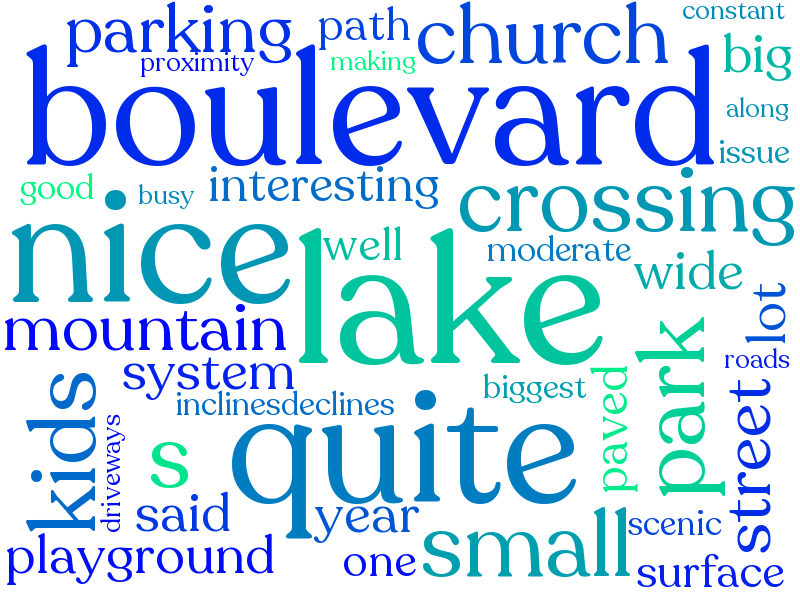 constant
parking
path
church
proximity
making
big
boulevard
along
issue
good
busy
interesting
crossing
nice
well
moderate
lake
wide
mountain
lot
system
park
roads
kids
inclinesdeclines
biggest
paved
street
driveways
s
quite
said
year
small
scenic
playground
one
surface